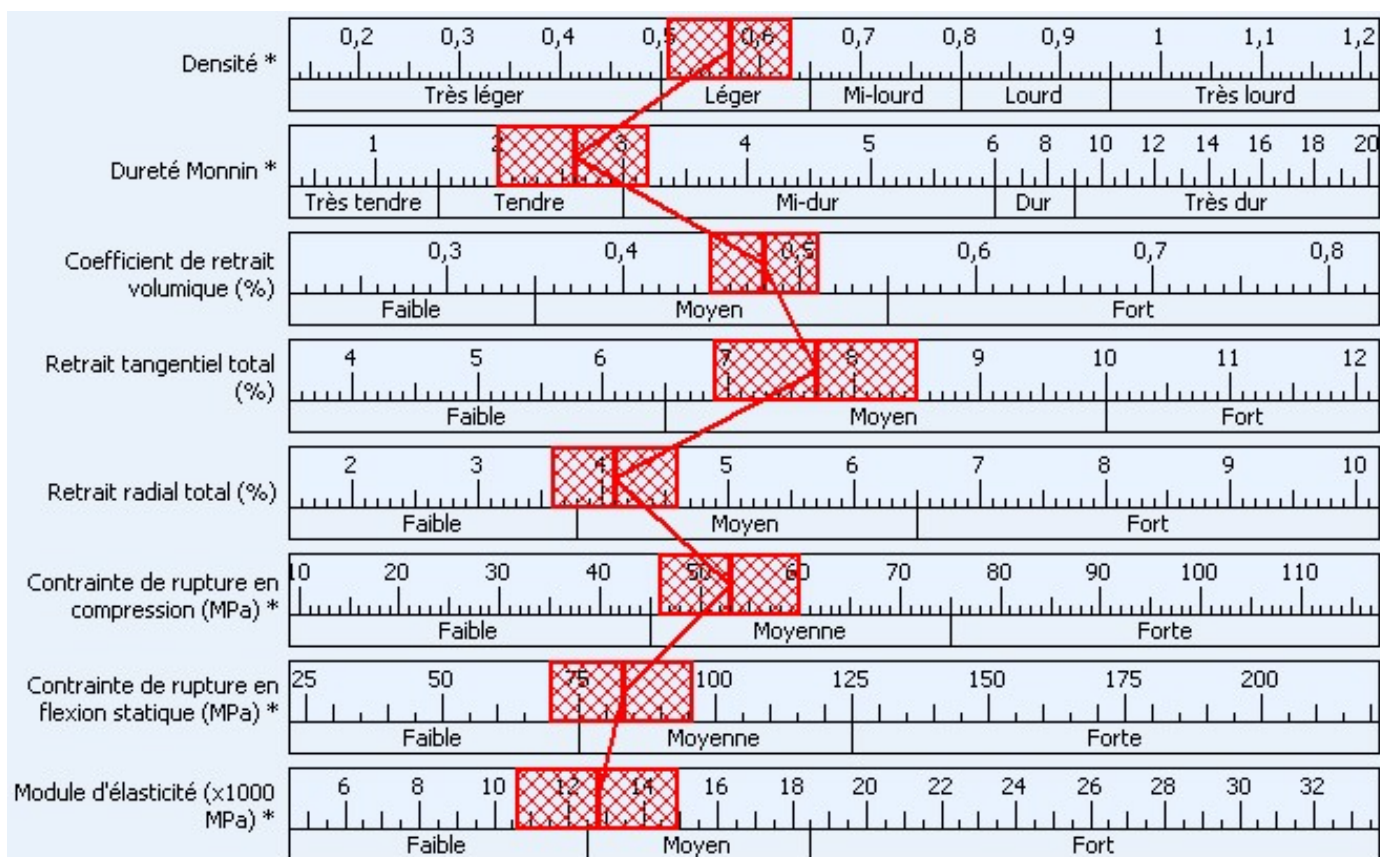 0,2 0,3 0,4 0,5 0,6 0,7 0,8 0,9 1 1,1 1,2
Densité *
Très léger Léger Mi-lourd Lourd Très lourd
1 2 3 4 5 6 8 10 12 14 16 18 20
Dureté Monnin *
Très tendre Tendre Mi-dur Dur Très dur
0,3 0,4 0,5 0,6 0,7 0,8
Coefficient de retrait
volumique (%)
Faible Moyen Fort
4 5 6 7 8 9 10 11 12
Retrait tangentiel total
(%)
Faible Moyen Fort
2 3 4 5 6 7 8 9 10
Retrait radial total (%)
Faible Moyen Fort
10 20 30 40 50 60 70 80 90 100 110
Contrainte de rupture en
compression (MPa) *
Faible Moyenne Forte
25 50 75 100 125 150 175 200
Contrainte de rupture en
flexion statique (MPa) *
Faible Moyenne Forte
6 8 10 12 14 16 18 20 22 24 26 28 30 32
Module d'élasticité (x1000
MPa) *
Faible Moyen Fort